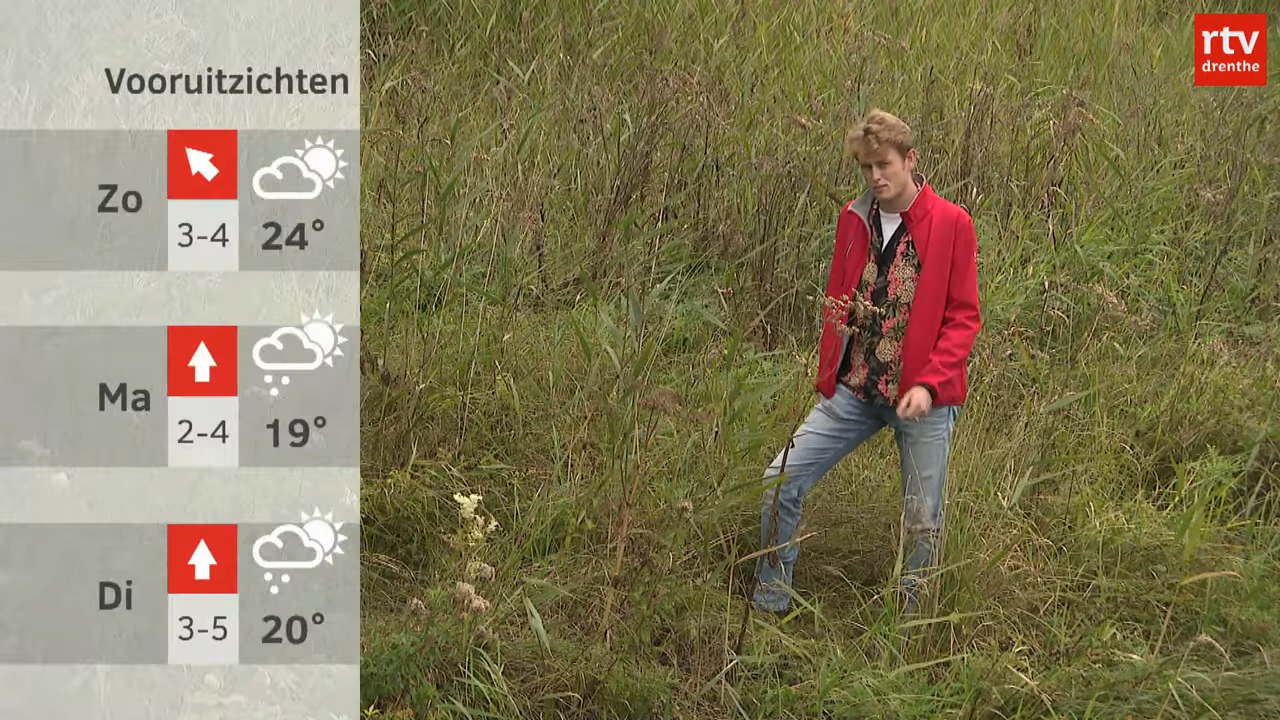 Vooruitzichten
Zo
3-4
24°
Ma
2-4
19°
Di
3-5
20°
rtv
drenthe